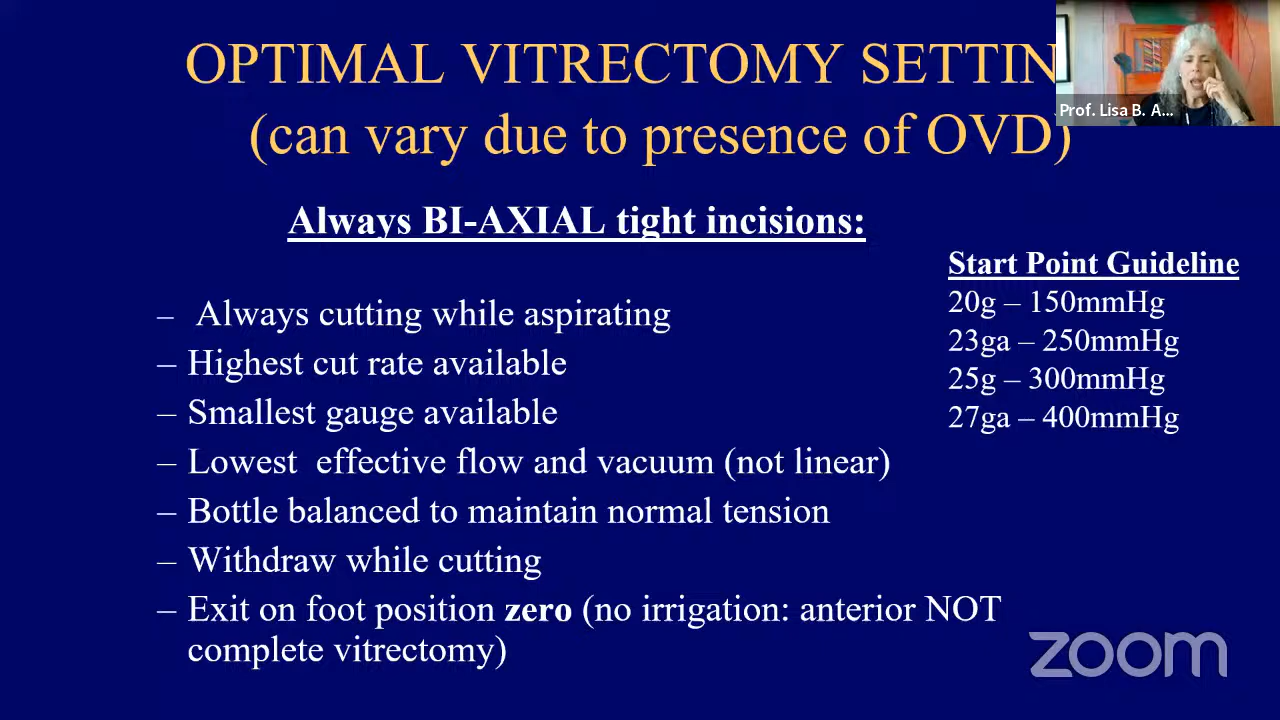 OPTIMAL VITRECTOMY SETTIN
(can vary due to presence of OVD)
Prof. Lisa B. A...
Always BI-AXIAL tight incisions:
– Always cutting while aspirating
– Highest cut rate available
– Smallest gauge available
– Lowest effective flow and vacuum (not linear)
– Bottle balanced to maintain normal tension
– Withdraw while cutting
– Exit on foot position zero (no irrigation: anterior NOT
complete vitrectomy)
Start Point Guideline
20g – 150mmHg
23ga – 250mmHg
25g – 300mmHg
27ga – 400mmHg
zoom